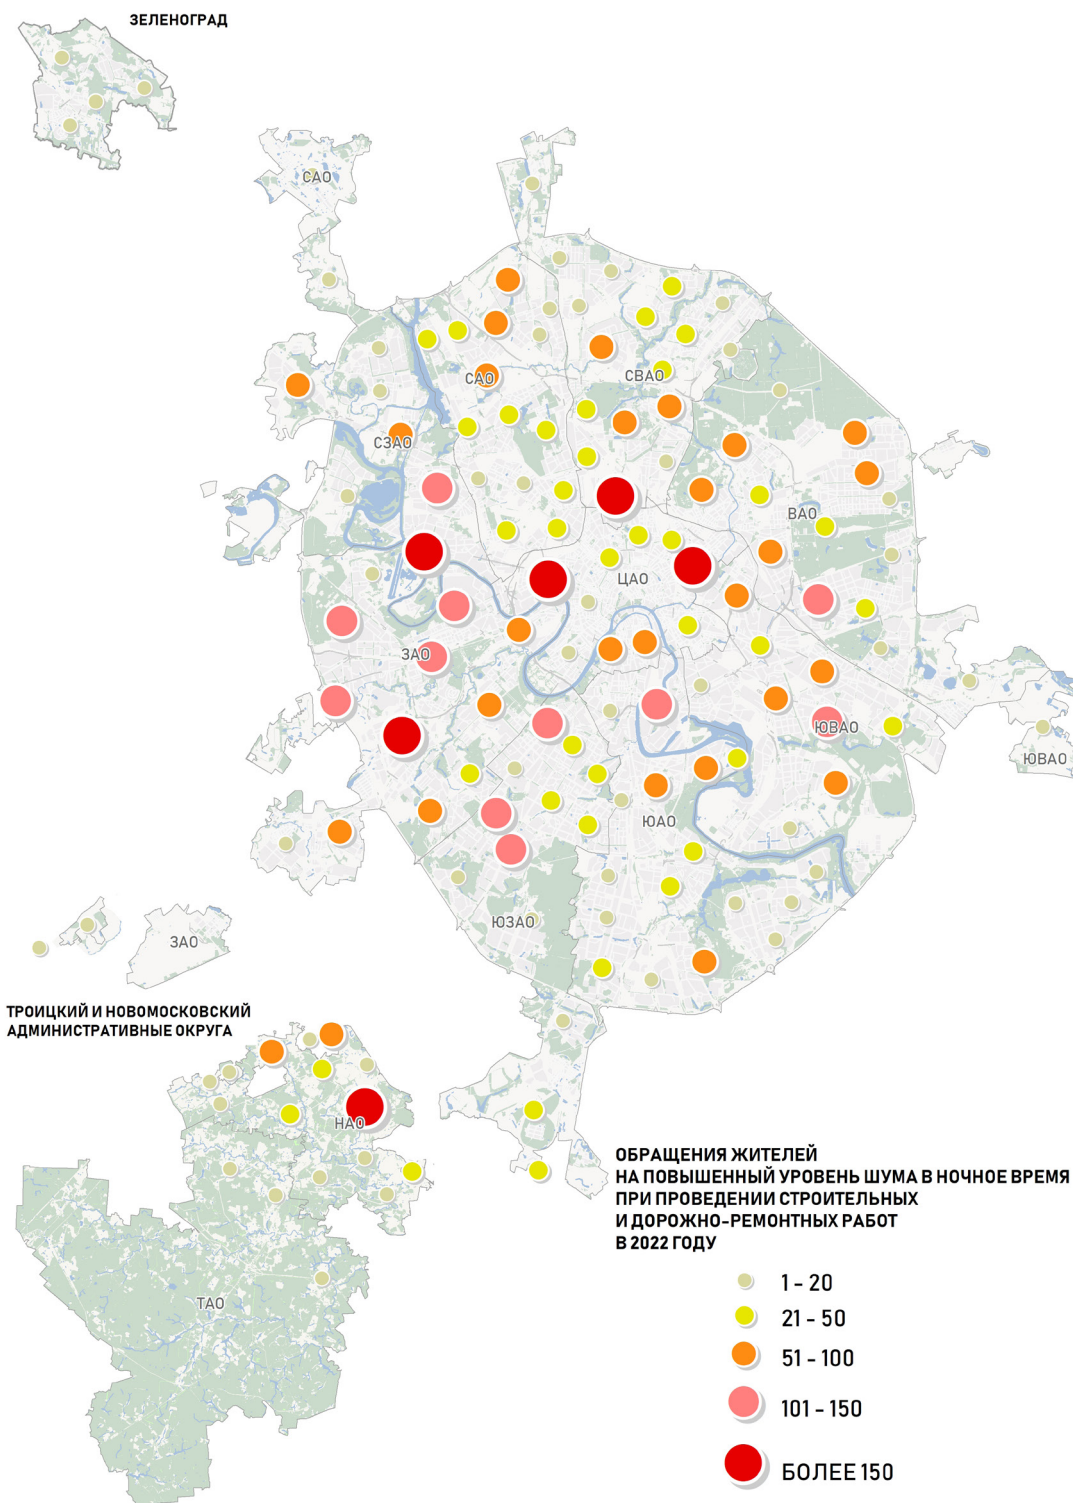 ЗЕЛЕНОГРАД
САО
САО
СВАО
СЗАО
ВАО
ЦАО
ЗАО
ЮВАО
ЮВАО
ЮАО
ЮЗАО
ЗАО
ТРОИЦКИЙ И НОВОМОСКОВСКИЙ
АДМИНИСТРАТИВНЫЕ ОКРУГА
НАО
ТАО
ОБРАЩЕНИЯ ЖИТЕЛЕЙ
НА ПОВЫШЕННЫЙ УРОВЕНЬ ШУМА В НОЧНОЕ ВРЕМЯ
ПРИ ПРОВЕДЕНИИ СТРОИТЕЛЬНЫХ
И ДОРОЖНО-РЕМОНТНЫХ РАБОТ
В 2022 ГОДУ
1 - 20
21 - 50
51 - 100
101 - 150
БОЛЕЕ 150